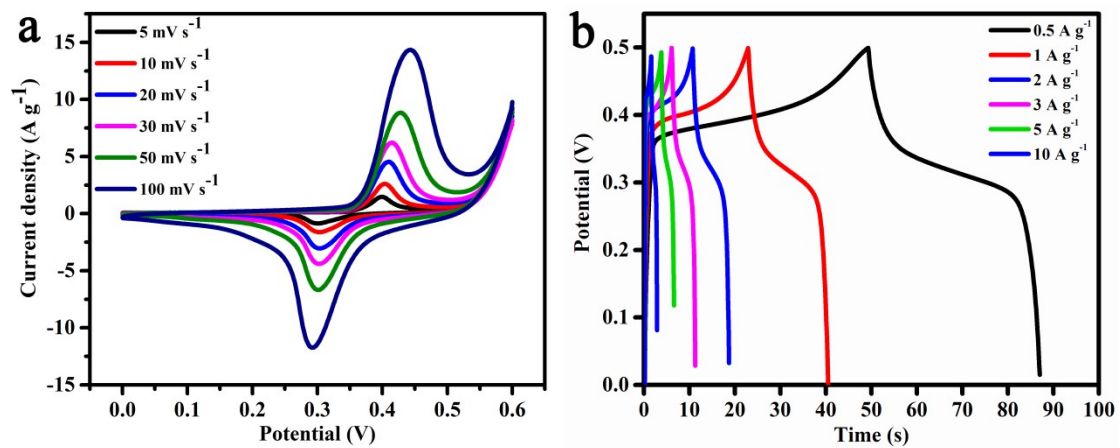 a
5 mV s⁻¹
10 mV s⁻¹
20 mV s⁻¹
30 mV s⁻¹
50 mV s⁻¹
100 mV s⁻¹
Current density (A g⁻¹)
15
10
5
0
-5
-10
-15
0.0 0.1 0.2 0.3 0.4 0.5 0.6
Potential (V)
b
0.5 A g⁻¹
1 A g⁻¹
2 A g⁻¹
3 A g⁻¹
5 A g⁻¹
10 A g⁻¹
Potential (V)
0.5
0.4
0.3
0.2
0.1
0.0
0 10 20 30 40 50 60 70 80 90 100
Time (s)